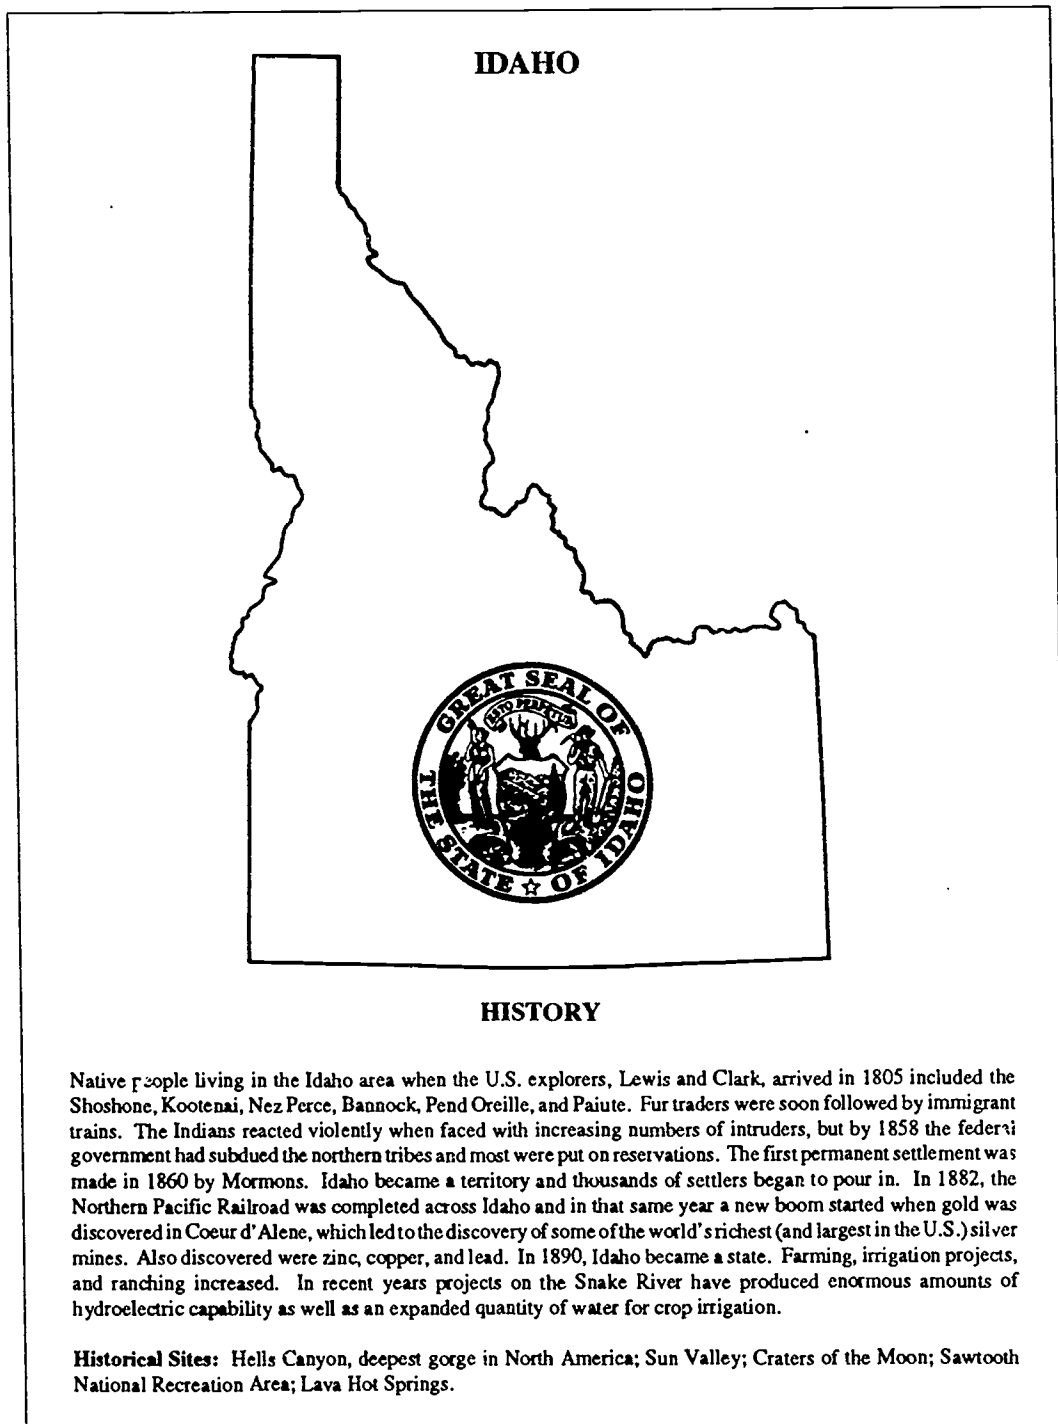 IDAHO
GREAT SEAL OF
ESTO PERPETUA
THE STATE ☆ OF IDAHO
HISTORY
Native people living in the Idaho area when the U.S. explorers, Lewis and Clark, arrived in 1805 included the
Shoshone, Kootenai, Nez Perce, Bannock, Pend Oreille, and Paiute. Fur traders were soon followed by immigrant
trains. The Indians reacted violently when faced with increasing numbers of intruders, but by 1858 the federal
government had subdued the northern tribes and most were put on reservations. The first permanent settlement was
made in 1860 by Mormons. Idaho became a territory and thousands of settlers began to pour in. In 1882, the
Northern Pacific Railroad was completed across Idaho and in that same year a new boom started when gold was
discovered in Coeur d'Alene, which led to the discovery of some of the world's richest (and largest in the U.S.) silver
mines. Also discovered were zinc, copper, and lead. In 1890, Idaho became a state. Farming, irrigation projects,
and ranching increased. In recent years projects on the Snake River have produced enormous amounts of
hydroelectric capability as well as an expanded quantity of water for crop irrigation.
Historical Sites: Hells Canyon, deepest gorge in North America; Sun Valley; Craters of the Moon; Sawtooth
National Recreation Area; Lava Hot Springs.